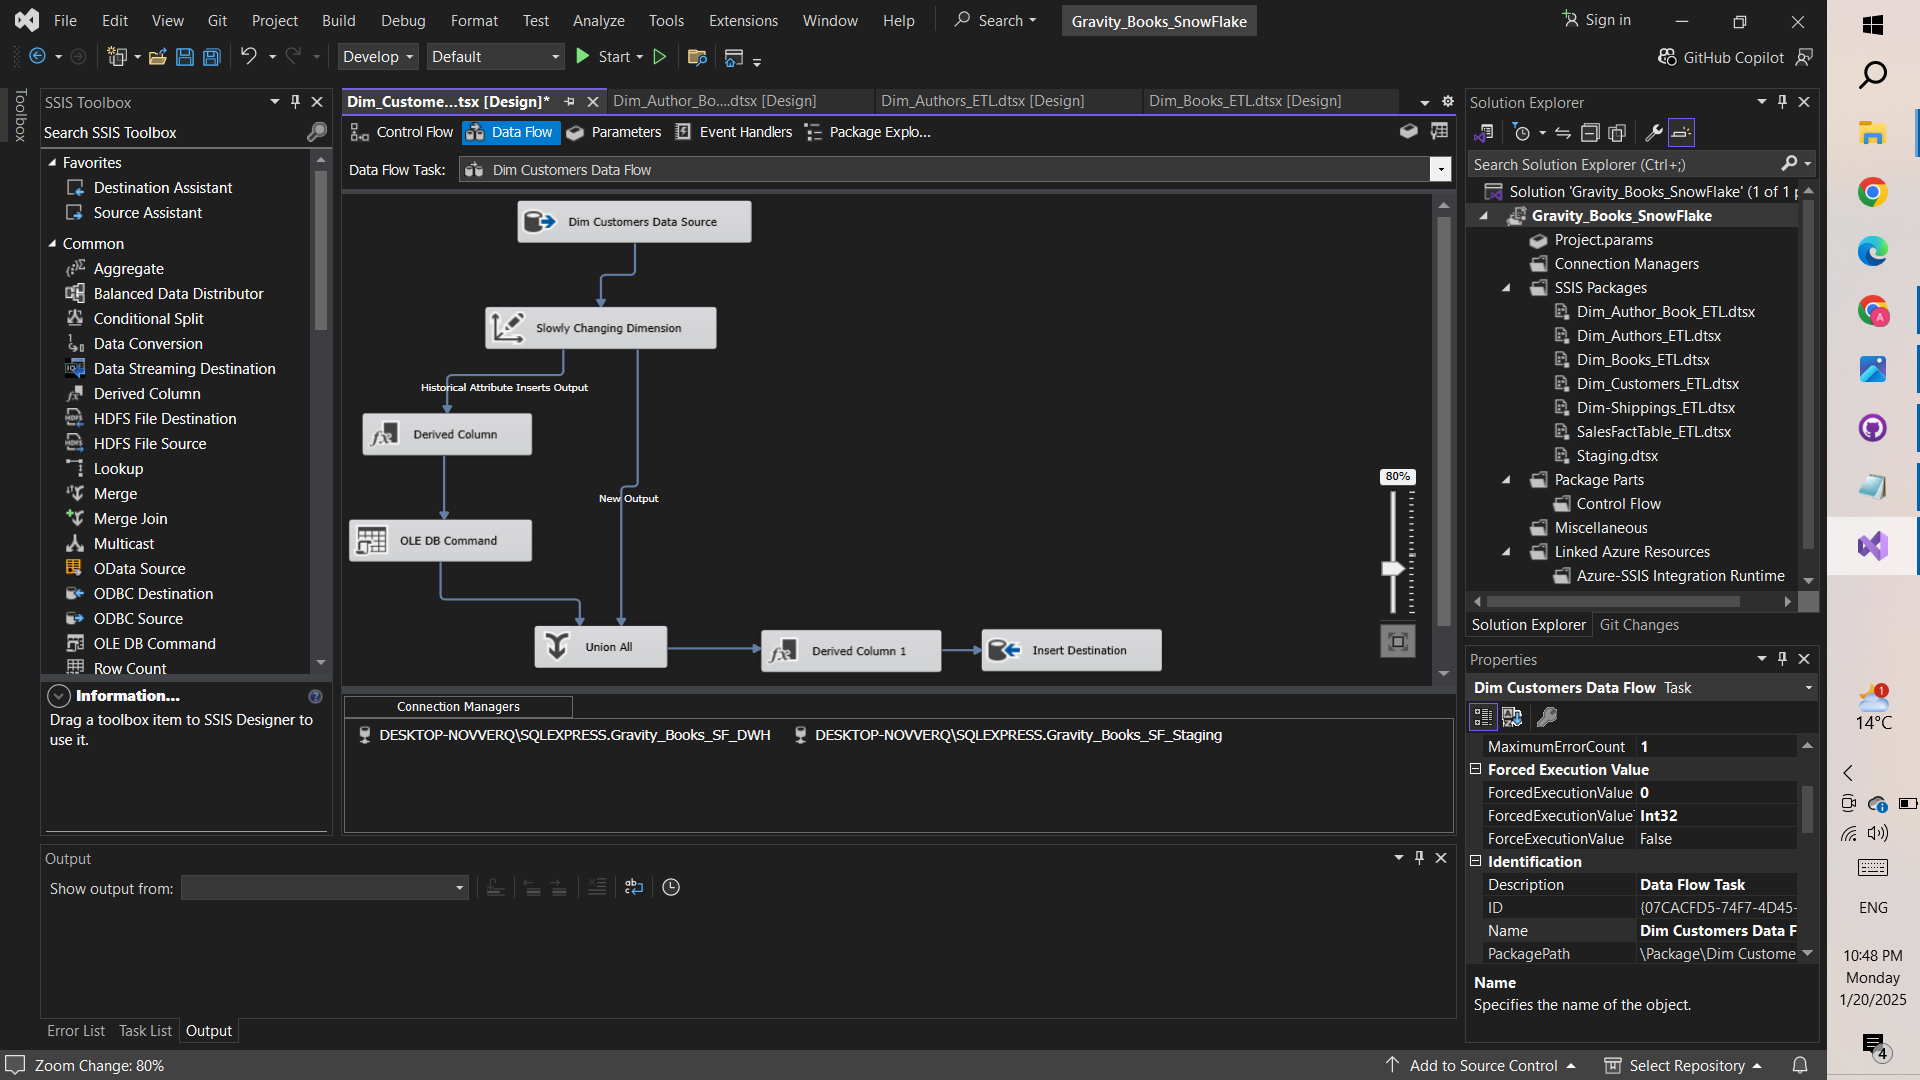 File Edit View Git Project Build Debug Format Test Analyze Tools Extensions Window Help Search Gravity_Books_SnowFlake Sign in
Develop Default Start GitHub Copilot
Toolbox
SSIS Toolbox
Search SSIS Toolbox
Favorites
Destination Assistant
Source Assistant
Common
Aggregate
Balanced Data Distributor
Conditional Split
Data Conversion
Data Streaming Destination
Derived Column
HDFS File Destination
HDFS File Source
Lookup
Merge
Merge Join
Multicast
OData Source
ODBC Destination
ODBC Source
OLE DB Command
Row Count
Information...
Drag a toolbox item to SSIS Designer to
use it.
Dim_Custome...tsx [Design]* Dim_Author_Bo....dtsx [Design] Dim_Authors_ETL.dtsx [Design] Dim_Books_ETL.dtsx [Design]
Control Flow Data Flow Parameters Event Handlers Package Explo...
Data Flow Task: Dim Customers Data Flow
Dim Customers Data Source
Slowly Changing Dimension
Historical Attribute Inserts Output
Derived Column
New Output
OLE DB Command
Union All
Derived Column 1
Insert Destination
80%
Connection Managers
DESKTOP-NOVVERQ\SQLEXPRESS.Gravity_Books_SF_DWH DESKTOP-NOVVERQ\SQLEXPRESS.Gravity_Books_SF_Staging
Output
Show output from:
Error List Task List Output
Zoom Change: 80%
Add to Source Control Select Repository
Solution Explorer
Search Solution Explorer (Ctrl+;)
Solution 'Gravity_Books_SnowFlake' (1 of 1 p
Gravity_Books_SnowFlake
Project.params
Connection Managers
SSIS Packages
Dim_Author_Book_ETL.dtsx
Dim_Authors_ETL.dtsx
Dim_Books_ETL.dtsx
Dim_Customers_ETL.dtsx
Dim-Shippings_ETL.dtsx
SalesFactTable_ETL.dtsx
Staging.dtsx
Package Parts
Control Flow
Miscellaneous
Linked Azure Resources
Azure-SSIS Integration Runtime
Solution Explorer Git Changes
Properties
Dim Customers Data Flow Task
MaximumErrorCount 1
Forced Execution Value
ForcedExecutionValue 0
ForcedExecutionValue Int32
ForceExecutionValue False
Identification
Description Data Flow Task
ID {07CACFD5-74F7-4D45-
Name Dim Customers Data F
PackagePath \Package\Dim Custome
Name
Specifies the name of the object.
A
1
14°C
ENG
10:48 PM
Monday
1/20/2025
4